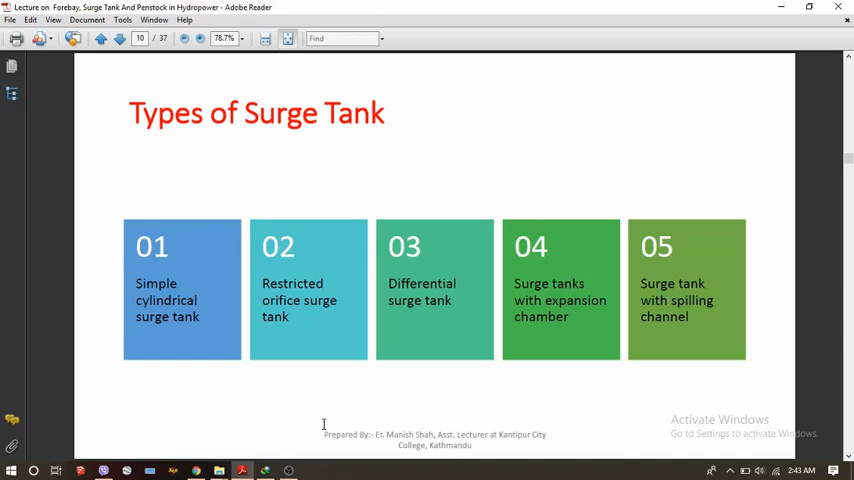 Lecture on Forebay, Surge Tank And Penstock in Hydropower - Adobe Reader
File Edit View Document Tools Window Help
10 / 37 78.7% Find
Types of Surge Tank
01
Simple
cylindrical
surge tank
02
Restricted
orifice surge
tank
03
Differential
surge tank
04
Surge tanks
with expansion
chamber
05
Surge tank
with spilling
channel
Prepared By:- Er. Manish Shah, Asst. Lecturer at Kantipur City
College, Kathmandu
Activate Windows
Go to Settings to activate Windows.
2:43 AM